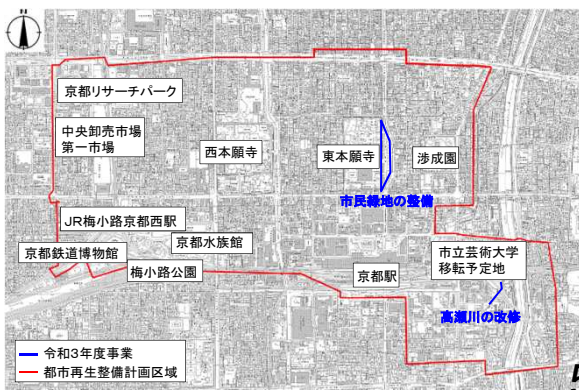 京都リサーチパーク
中央卸売市場
第一市場
西本願寺
東本願寺
渉成園
市民緑地の整備
JR梅小路京都西駅
京都水族館
京都鉄道博物館
梅小路公園
京都駅
市立芸術大学
移転予定地
高瀬川の改修
令和3年度事業
都市再生整備計画区域